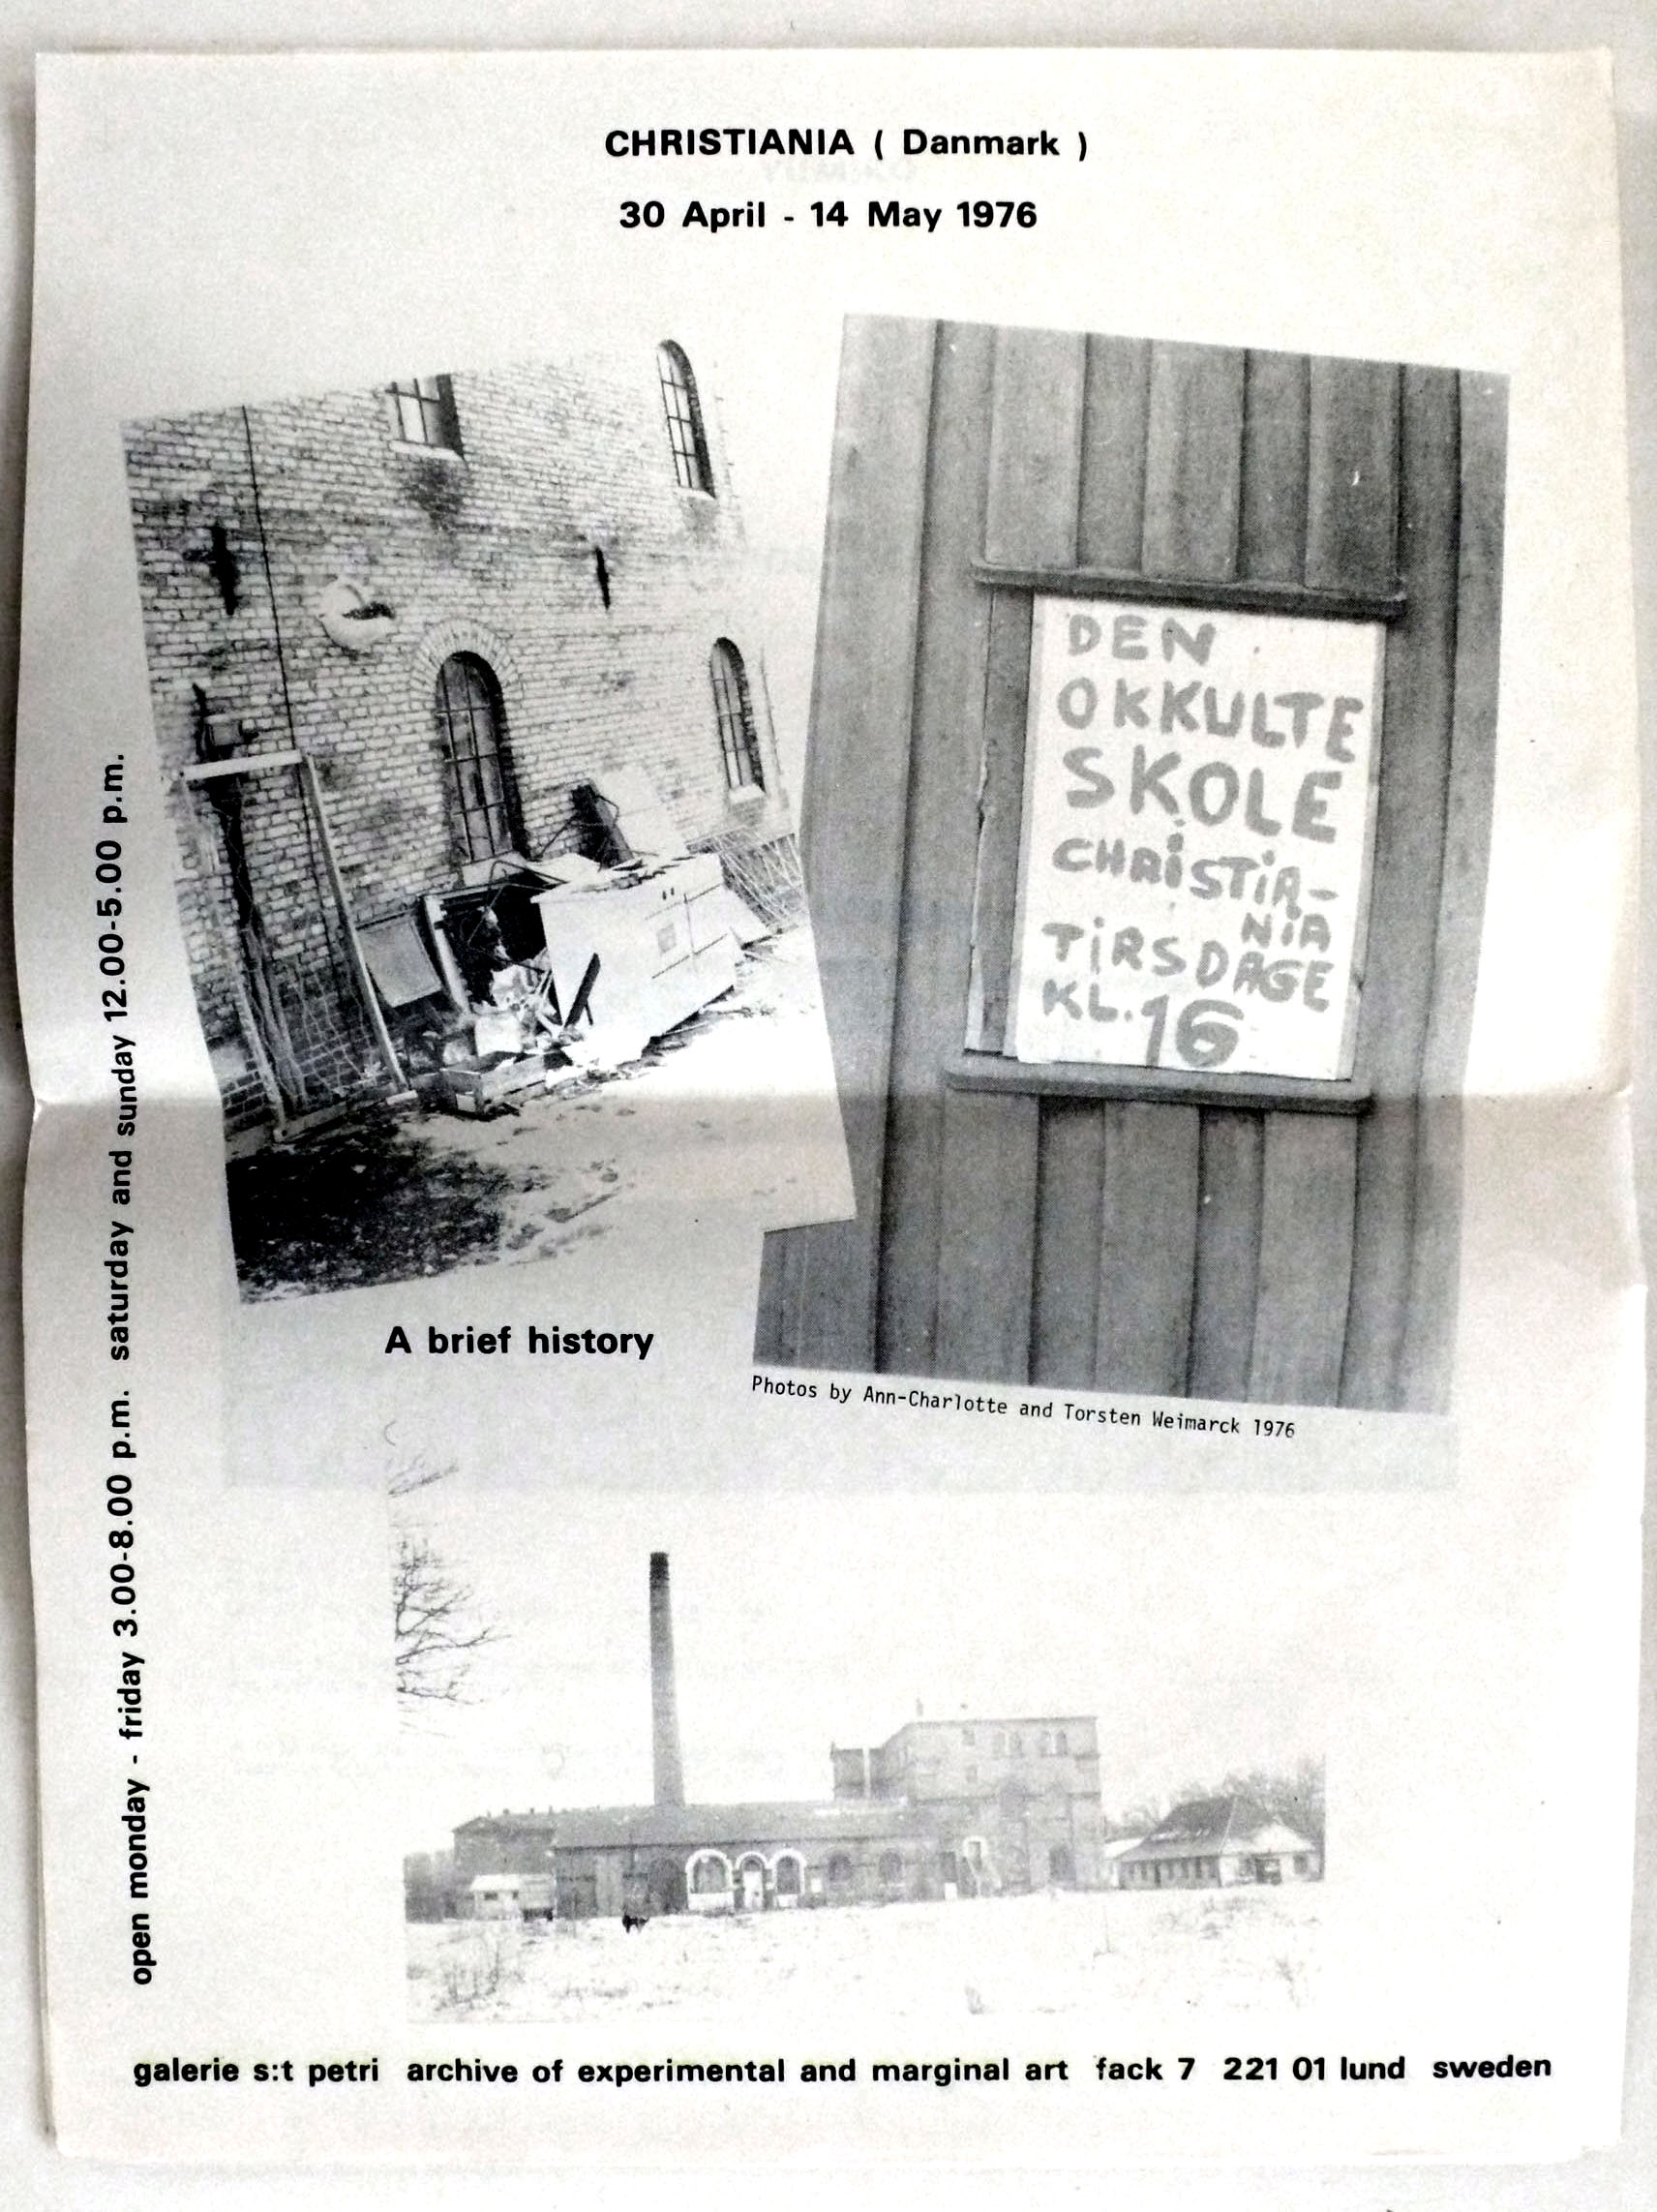 CHRISTIANIA ( Danmark )
30 April - 14 May 1976
DEN
OKKULTE
SKOLE
CHRiSTiA-
NiA
TiRSDAGE
KL. 16
A brief history
Photos by Ann-Charlotte and Torsten Weimarck 1976
open monday - friday 3.00-8.00 p.m. saturday and sunday 12.00-5.00 p.m.
galerie s:t petri archive of experimental and marginal art fack 7 221 01 lund sweden